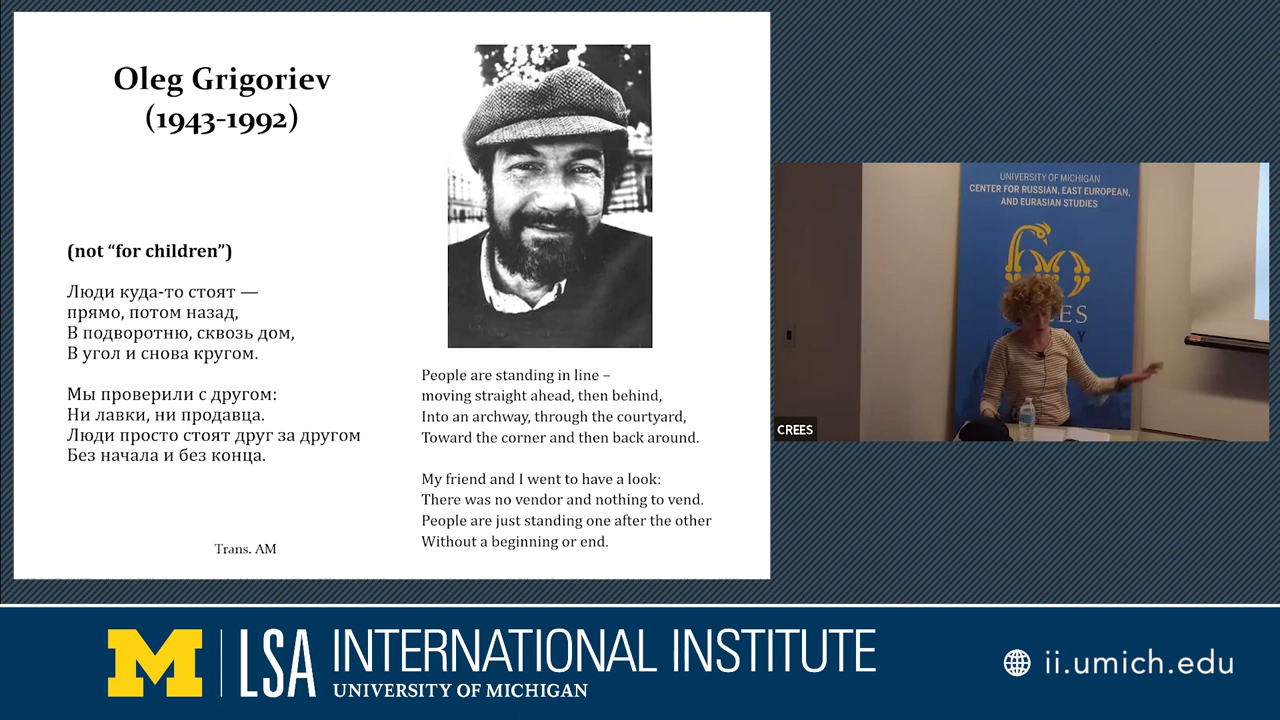 Oleg Grigoriev
(1943-1992)
(not “for children”)
Люди куда-то стоят —
прямо, потом назад,
В подворотню, сквозь дом,
В угол и снова кругом.
Мы проверили с другом:
Ни лавки, ни продавца.
Люди просто стоят друг за другом
Без начала и без конца.
Trans. AM
People are standing in line –
moving straight ahead, then behind,
Into an archway, through the courtyard,
Toward the corner and then back around.
My friend and I went to have a look:
There was no vendor and nothing to vend.
People are just standing one after the other
Without a beginning or end.
UNIVERSITY OF MICHIGAN
CENTER FOR RUSSIAN, EAST EUROPEAN,
AND EURASIAN STUDIES
60
CREES
M LSA INTERNATIONAL INSTITUTE
UNIVERSITY OF MICHIGAN
ii.umich.edu